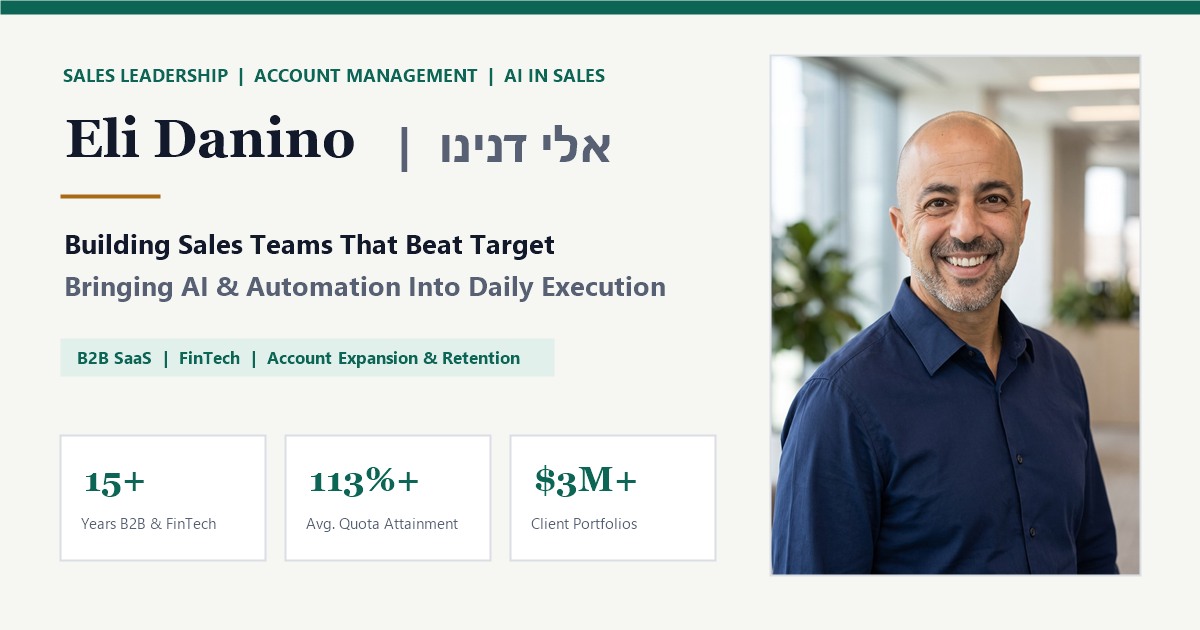 SALES LEADERSHIP | ACCOUNT MANAGEMENT | AI IN SALES
Eli Danino | אלי דנינו
Building Sales Teams That Beat Target
Bringing AI & Automation Into Daily Execution
B2B SaaS | FinTech | Account Expansion & Retention
15+
Years B2B & FinTech
113%+
Avg. Quota Attainment
$3M+
Client Portfolios